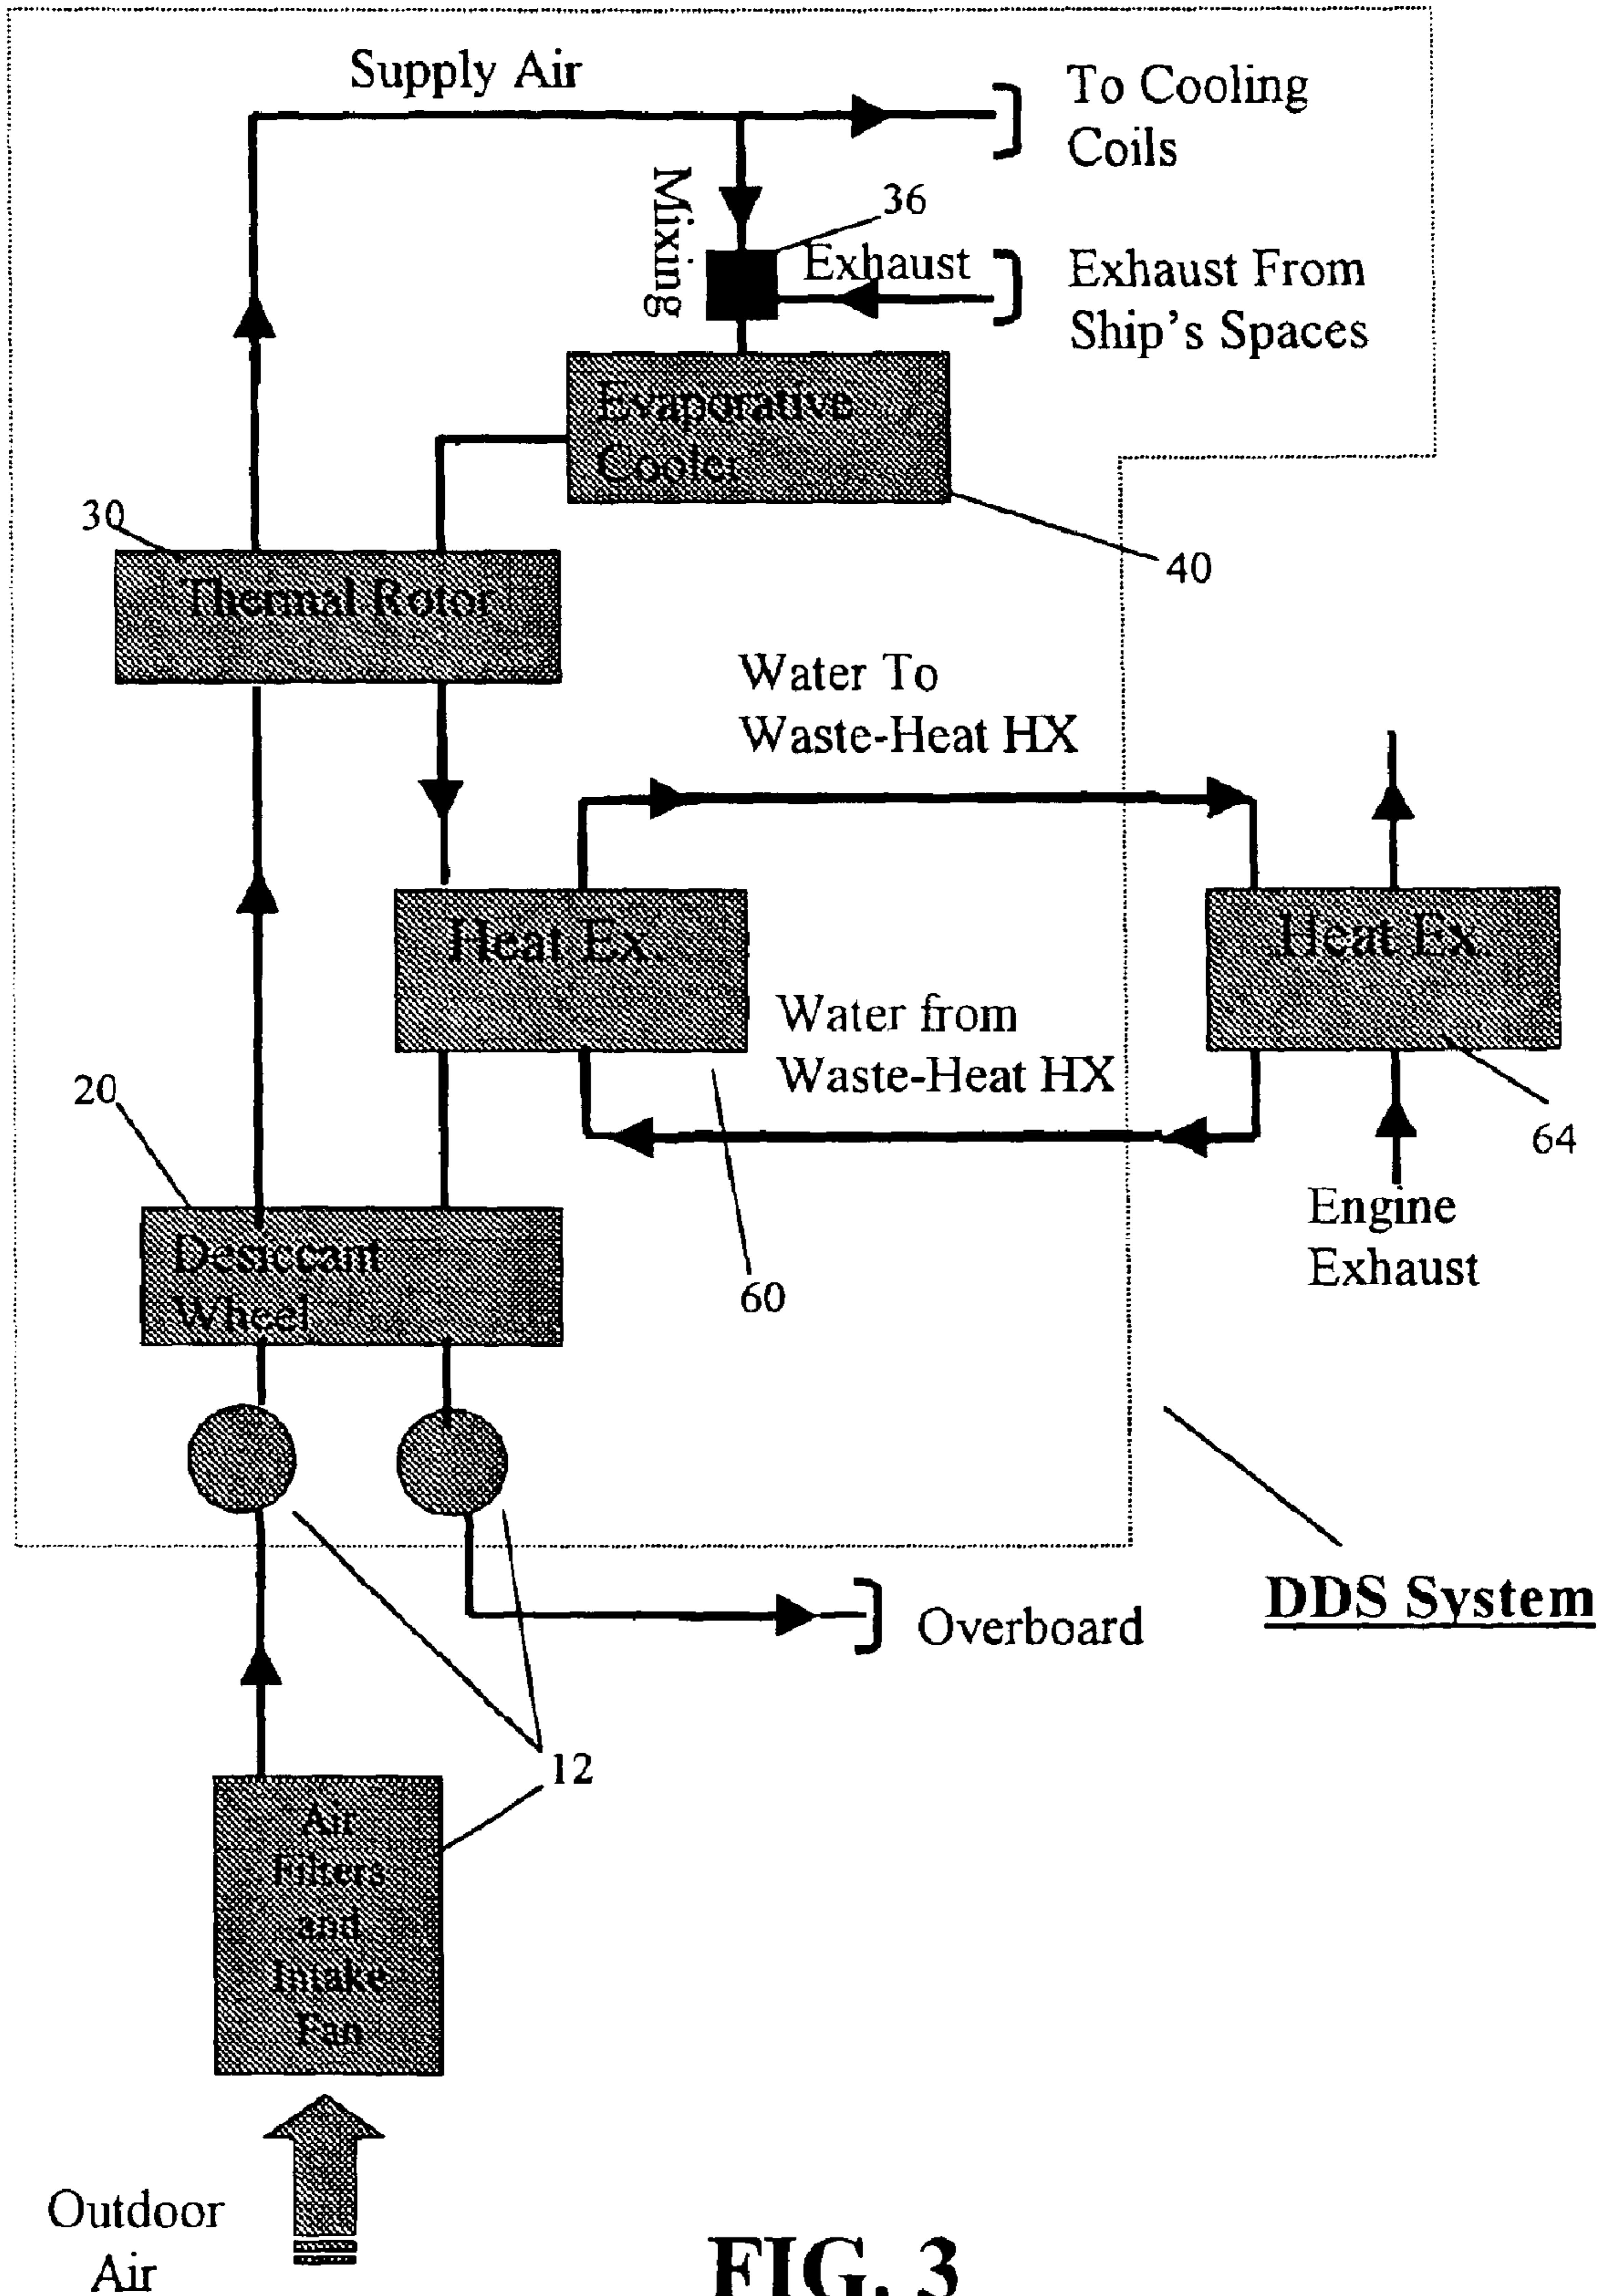 Supply Air
To Cooling
Coils
Mixing
36
Exhaust
Exhaust From
Ship's Spaces
Evaporative
Cooler
30
40
Thermal Rotor
Water To
Waste-Heat HX
Heat Ex.
Heat Ex.
Water from
Waste-Heat HX
20
64
Engine
Exhaust
Desiccant
Wheel
60
DDS System
Overboard
12
Air
Filters
and
Intake
Fan
Outdoor
Air
FIG. 3